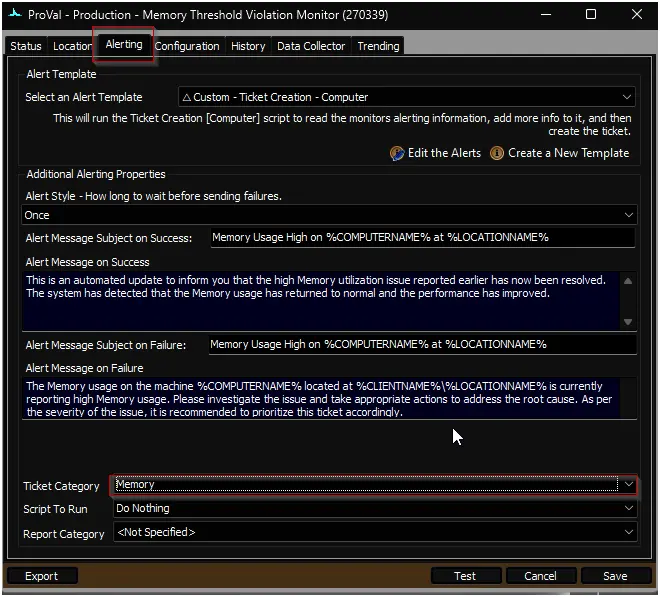 ProVal - Production - Memory Threshold Violation Monitor (270339)
Status Location Alerting Configuration History Data Collector Trending
Alert Template
Select an Alert Template
△ Custom - Ticket Creation - Computer
This will run the Ticket Creation [Computer] script to read the monitors alerting information, add more info to it, and then
create the ticket.
Edit the Alerts Create a New Template
Additional Alerting Properties
Alert Style - How long to wait before sending failures.
Once
Alert Message Subject on Success: Memory Usage High on %COMPUTERNAME% at %LOCATIONNAME%
Alert Message on Success
This is an automated update to inform you that the high Memory utilization issue reported earlier has now been resolved.
The system has detected that the Memory usage has returned to normal and the performance has improved.
Alert Message Subject on Failure: Memory Usage High on %COMPUTERNAME% at %LOCATIONNAME%
Alert Message on Failure
The Memory usage on the machine %COMPUTERNAME% located at %CLIENTNAME%\%LOCATIONNAME% is currently
reporting high Memory usage. Please investigate the issue and take appropriate actions to address the root cause. As per
the severity of the issue, it is recommended to prioritize this ticket accordingly.
Ticket Category Memory
Script To Run Do Nothing
Report Category <Not Specified>
Export Test Cancel Save